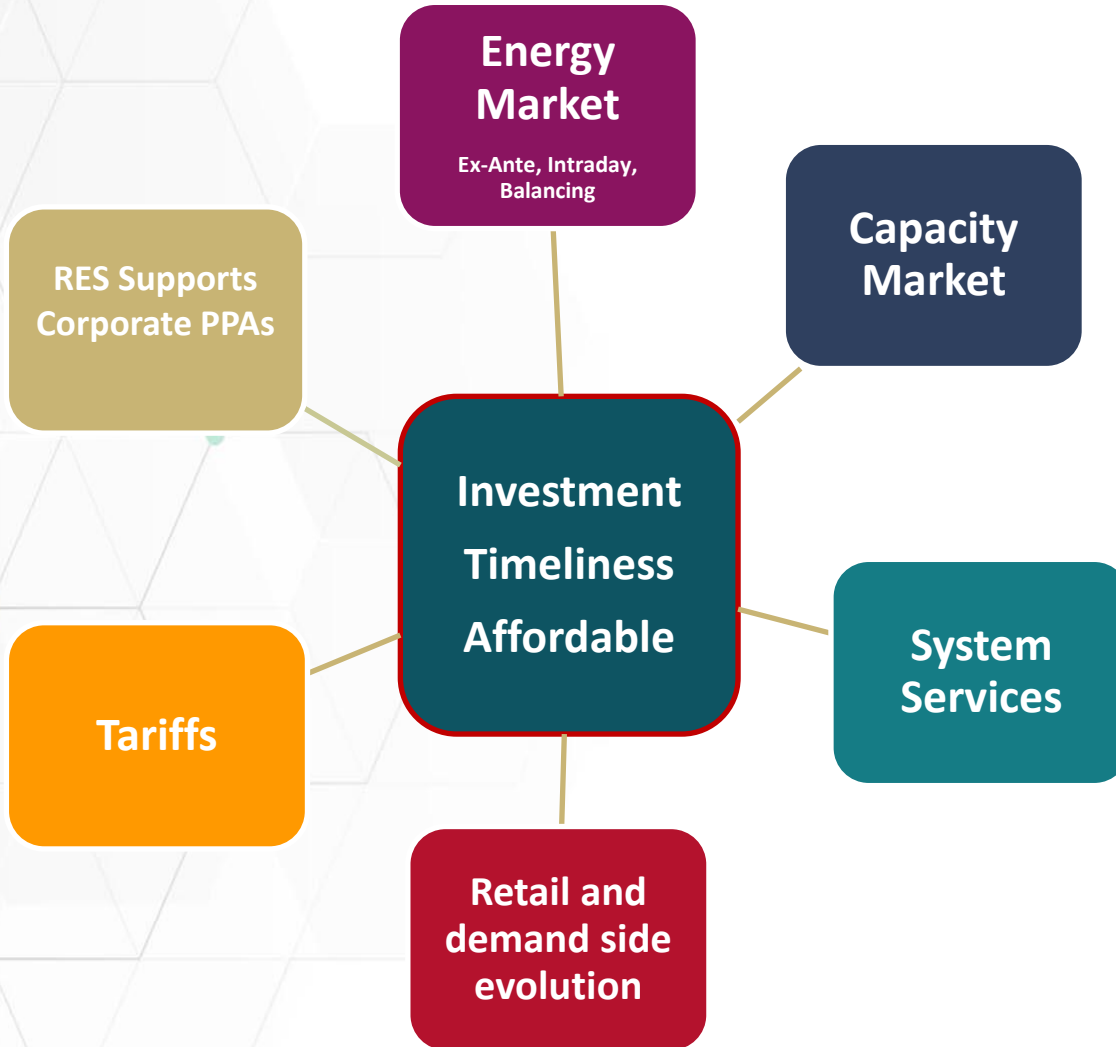 Energy
Market
Ex-Ante, Intraday,
Balancing
Capacity
Market
RES Supports
Corporate PPAs
Investment
Timeliness
Affordable
System
Services
Tariffs
Retail and
demand side
evolution